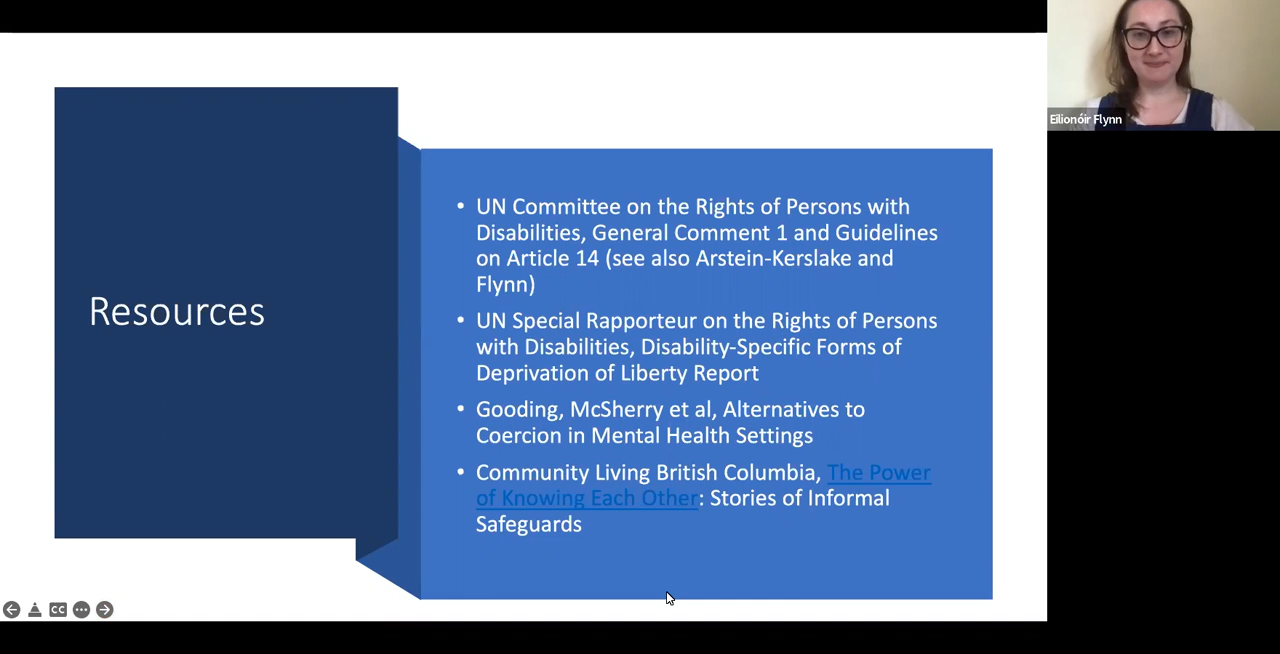 Resources
• UN Committee on the Rights of Persons with
Disabilities, General Comment 1 and Guidelines
on Article 14 (see also Arstein-Kerslake and
Flynn)
• UN Special Rapporteur on the Rights of Persons
with Disabilities, Disability-Specific Forms of
Deprivation of Liberty Report
• Gooding, McSherry et al, Alternatives to
Coercion in Mental Health Settings
• Community Living British Columbia, The Power
of Knowing Each Other: Stories of Informal
Safeguards
Eilionóir Flynn
CC